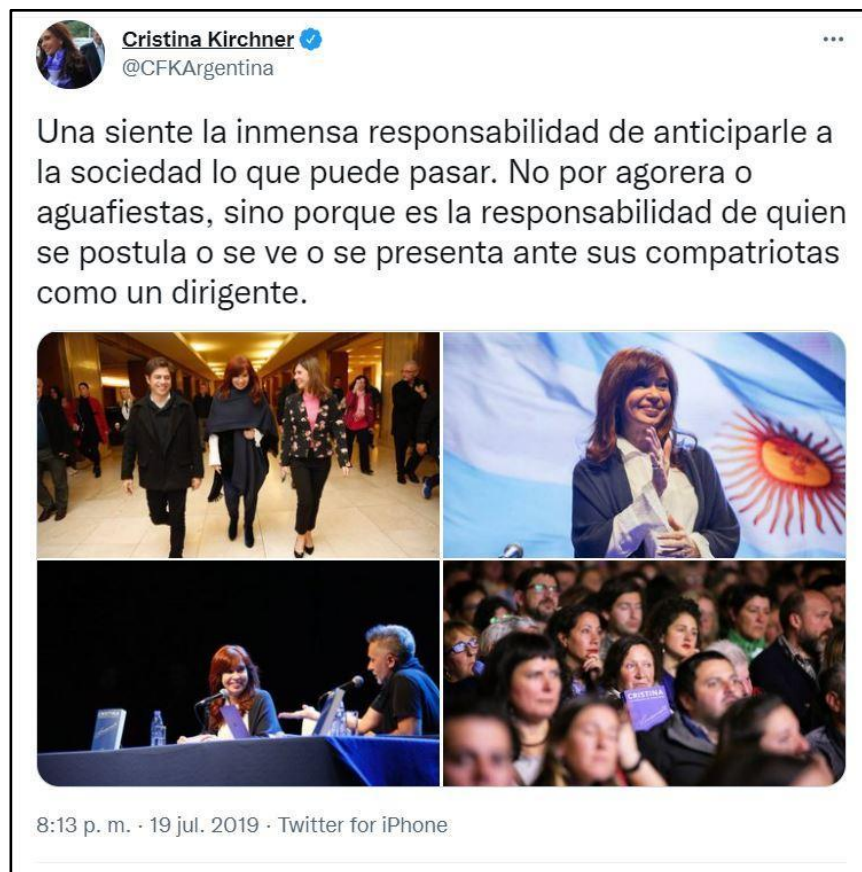 Cristina Kirchner
@CFKArgentina
Una siente la inmensa responsabilidad de anticiparle a
la sociedad lo que puede pasar. No por agorera o
aguafiestas, sino porque es la responsabilidad de quien
se postula o se ve o se presenta ante sus compatriotas
como un dirigente.
CRISTINA
8:13 p. m. · 19 jul. 2019 · Twitter for iPhone